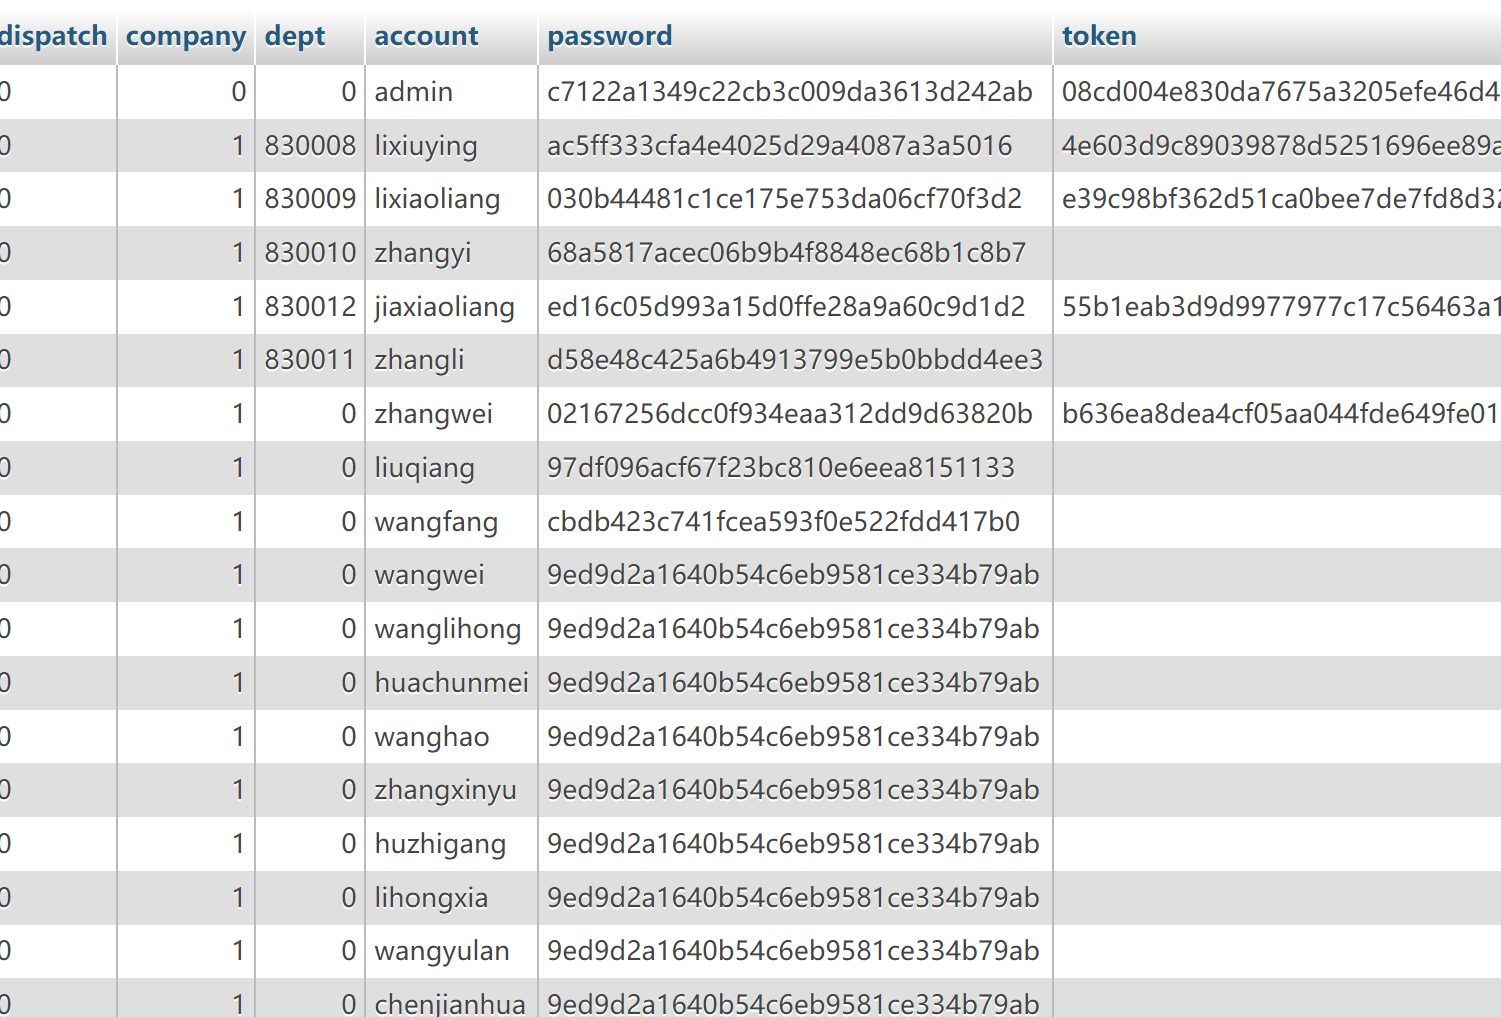 dispatch company dept account password token
0 0 0 admin c7122a1349c22cb3c009da3613d242ab 08cd004e830da7675a3205efe46d4
0 1 830008 lixiuying ac5ff333cfa4e4025d29a4087a3a5016 4e603d9c89039878d5251696ee89a
0 1 830009 lixiaoliang 030b44481c1ce175e753da06cf70f3d2 e39c98bf362d51ca0bee7de7fd8d32
0 1 830010 zhangyi 68a5817acec06b9b4f8848ec68b1c8b7
0 1 830012 jiaxiaoliang ed16c05d993a15d0ffe28a9a60c9d1d2 55b1eab3d9d9977977c17c56463a1
0 1 830011 zhangli d58e48c425a6b4913799e5b0bbdd4ee3
0 1 0 zhangwei 02167256dcc0f934eaa312dd9d63820b b636ea8dea4cf05aa044fde649fe01
0 1 0 liuqiang 97df096acf67f23bc810e6eea8151133
0 1 0 wangfang cbdb423c741fcea593f0e522fdd417b0
0 1 0 wangwei 9ed9d2a1640b54c6eb9581ce334b79ab
0 1 0 wanglihong 9ed9d2a1640b54c6eb9581ce334b79ab
0 1 0 huachunmei 9ed9d2a1640b54c6eb9581ce334b79ab
0 1 0 wanghao 9ed9d2a1640b54c6eb9581ce334b79ab
0 1 0 zhangxinyu 9ed9d2a1640b54c6eb9581ce334b79ab
0 1 0 huzhigang 9ed9d2a1640b54c6eb9581ce334b79ab
0 1 0 lihongxia 9ed9d2a1640b54c6eb9581ce334b79ab
0 1 0 wangyulan 9ed9d2a1640b54c6eb9581ce334b79ab
0 1 0 chenjianhua 9ed9d2a1640b54c6eb9581ce334b79ab